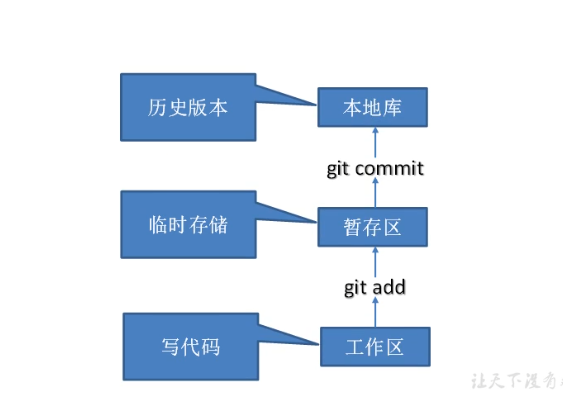 历史版本
本地库
git commit
临时存储
暂存区
git add
写代码
工作区
让天下没有